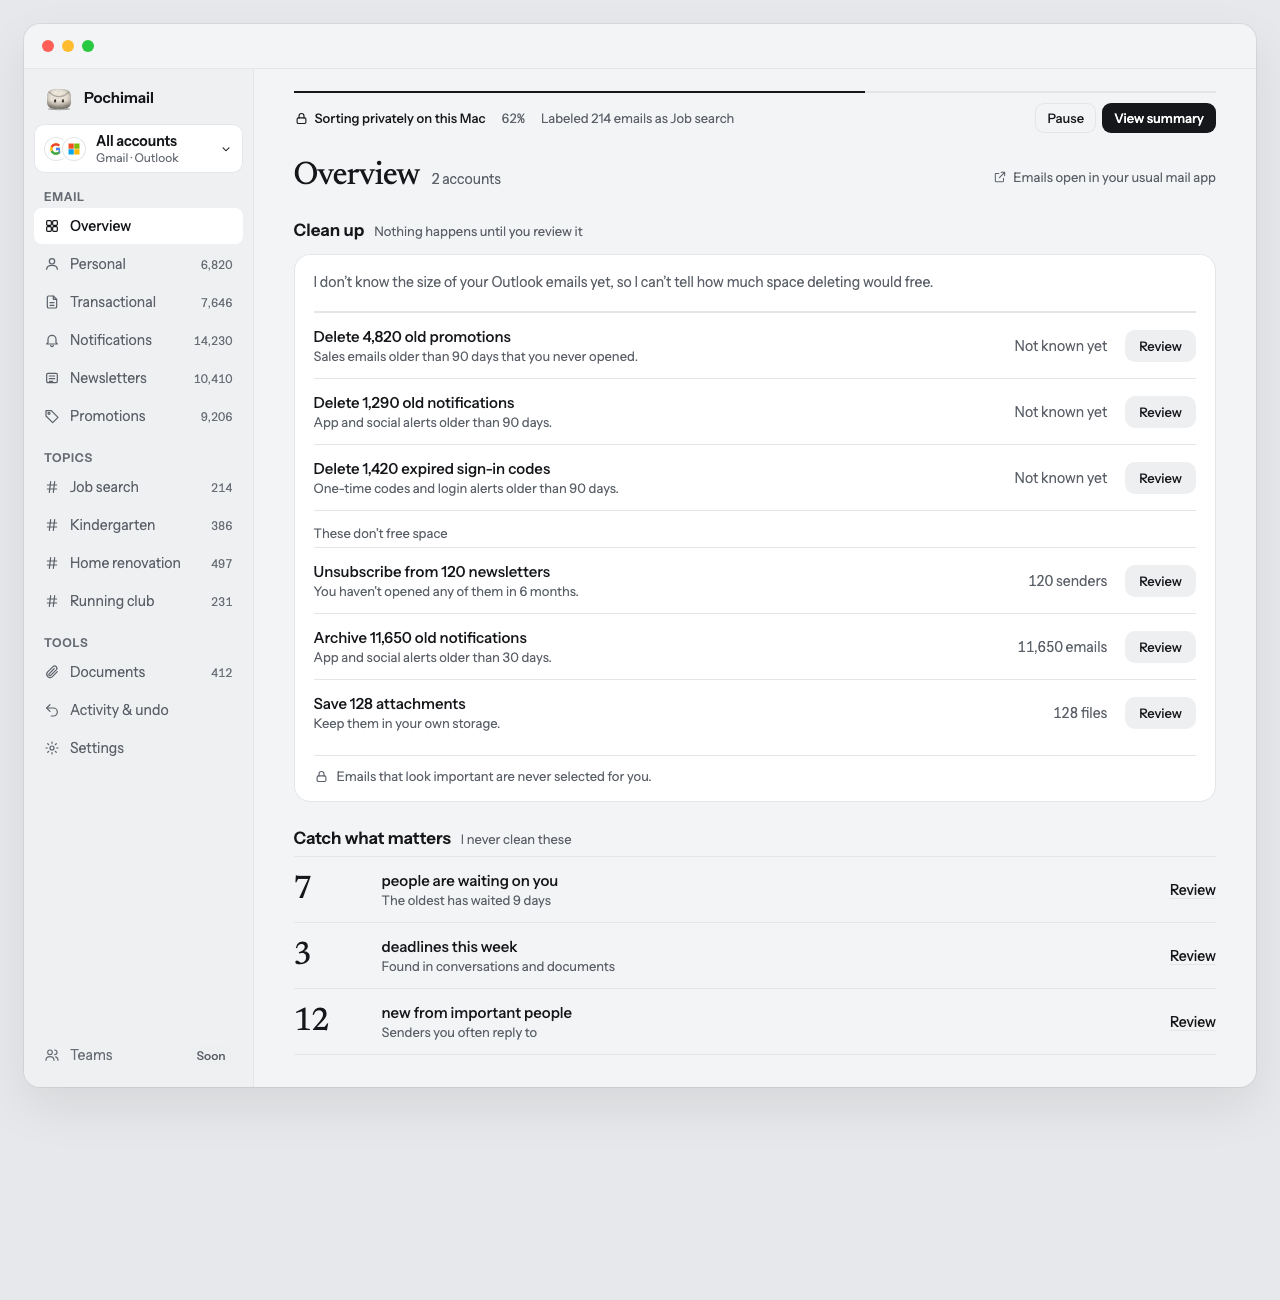 Pochimail
All accounts
Gmail · Outlook
EMAIL
Overview
Personal 6,820
Transactional 7,646
Notifications 14,230
Newsletters 10,410
Promotions 9,206
TOPICS
Job search 214
Kindergarten 386
Home renovation 497
Running club 231
TOOLS
Documents 412
Activity & undo
Settings
Teams Soon
Sorting privately on this Mac 62% Labeled 214 emails as Job search Pause View summary
Overview 2 accounts Emails open in your usual mail app
Clean up Nothing happens until you review it
I don't know the size of your Outlook emails yet, so I can't tell how much space deleting would free.
Delete 4,820 old promotions
Sales emails older than 90 days that you never opened.
Not known yet Review
Delete 1,290 old notifications
App and social alerts older than 90 days.
Not known yet Review
Delete 1,420 expired sign-in codes
One-time codes and login alerts older than 90 days.
Not known yet Review
These don't free space
Unsubscribe from 120 newsletters
You haven't opened any of them in 6 months.
120 senders Review
Archive 11,650 old notifications
App and social alerts older than 30 days.
11,650 emails Review
Save 128 attachments
Keep them in your own storage.
128 files Review
Emails that look important are never selected for you.
Catch what matters I never clean these
7 people are waiting on you
The oldest has waited 9 days
Review
3 deadlines this week
Found in conversations and documents
Review
12 new from important people
Senders you often reply to
Review